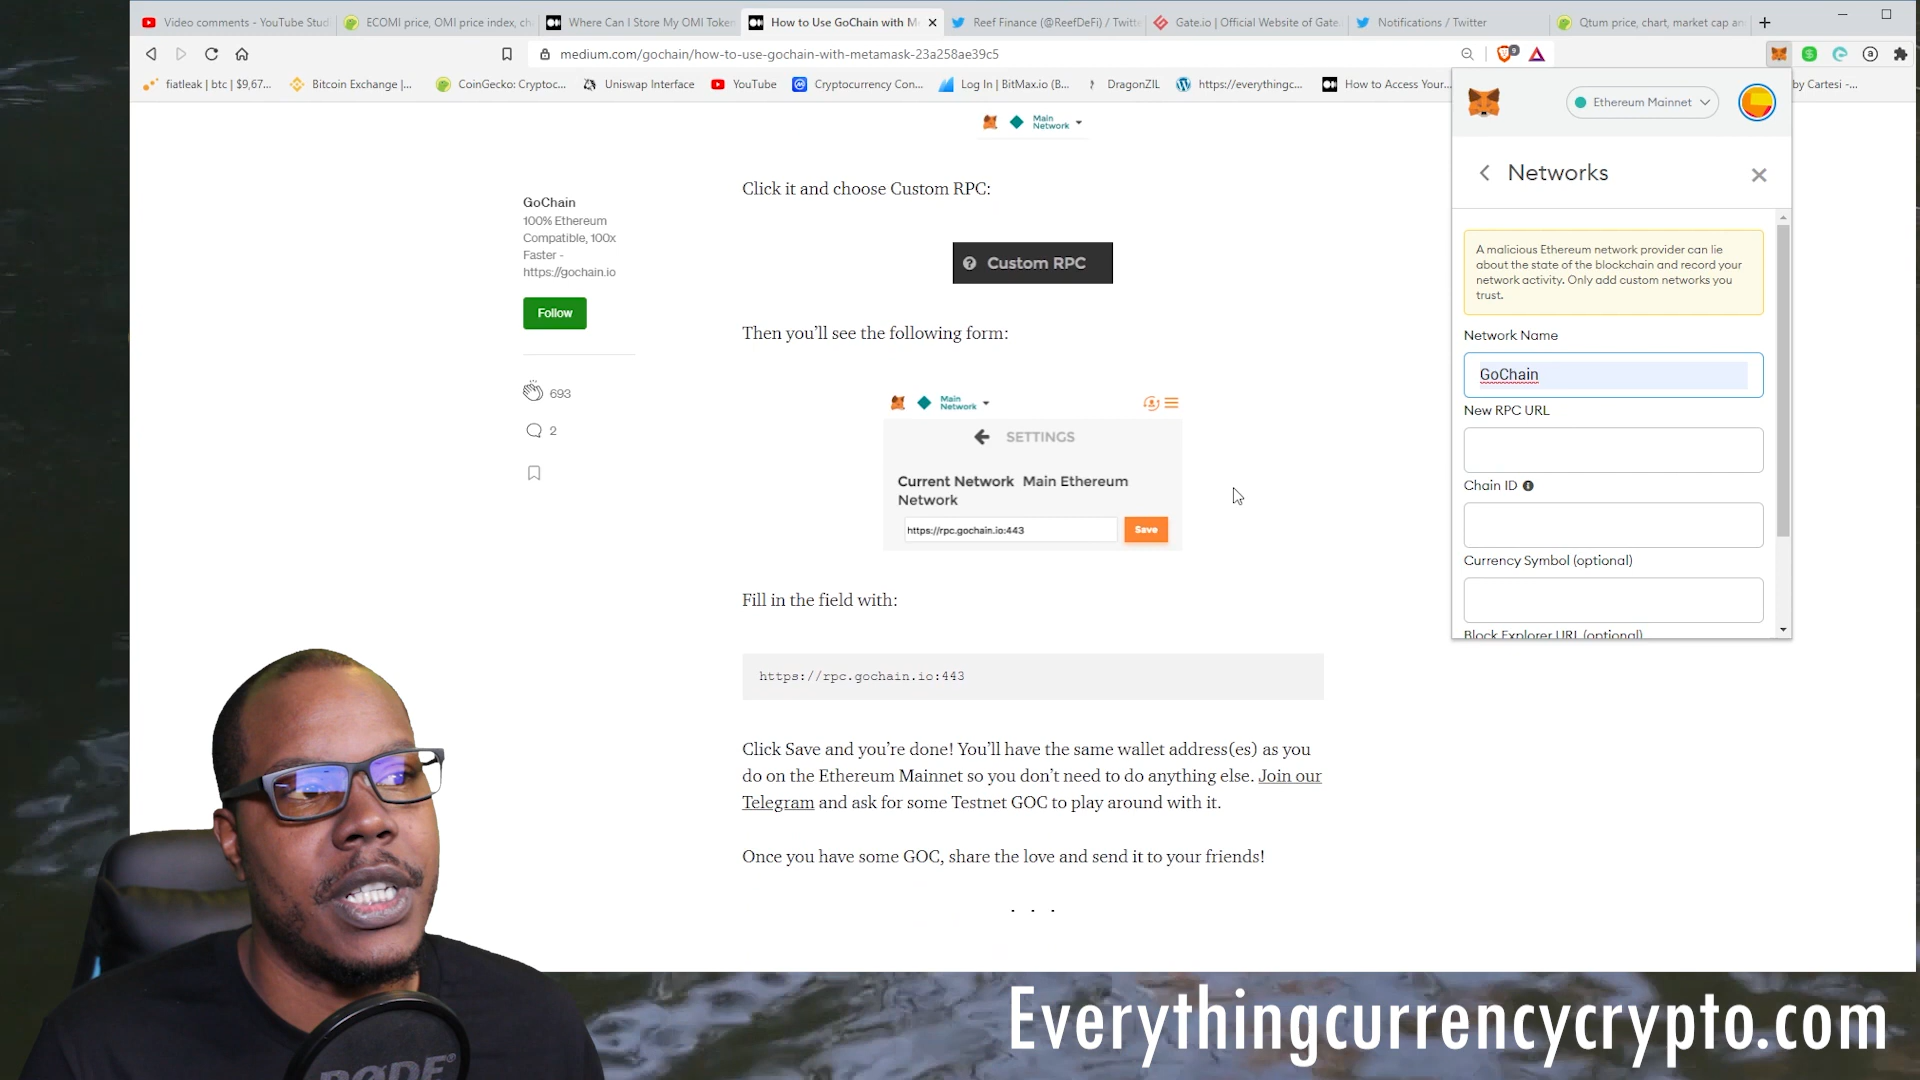 Video comments - YouTube Stud
ECOMI price, OMI price index, ch
Where Can I Store My OMI Token
How to Use GoChain with M
Reef Finance (@ReefDeFi) / Twitt
Gate.io | Official Website of Gate
Notifications / Twitter
Qtum price, chart, market cap an
medium.com/gochain/how-to-use-gochain-with-metamask-23a258ae39c5
9
fiatleak | btc | $9,67...
Bitcoin Exchange |...
CoinGecko: Cryptoc...
Uniswap Interface
YouTube
Cryptocurrency Con...
Log In | BitMax.io (B...
DragonZIL
https://everythingc...
How to Access Your...
by Cartesi -...
Main
Network
Click it and choose Custom RPC:
Custom RPC
Then you'll see the following form:
GoChain
100% Ethereum
Compatible, 100x
Faster -
https://gochain.io
Follow
693
2
Main
Network
SETTINGS
Current Network Main Ethereum
Network
https://rpc.gochain.io:443
Save
Fill in the field with:
https://rpc.gochain.io:443
Click Save and you're done! You'll have the same wallet address(es) as you
do on the Ethereum Mainnet so you don't need to do anything else. Join our
Telegram and ask for some Testnet GOC to play around with it.
Once you have some GOC, share the love and send it to your friends!
. . .
Ethereum Mainnet
Networks
A malicious Ethereum network provider can lie
about the state of the blockchain and record your
network activity. Only add custom networks you
trust.
Network Name
GoChain
New RPC URL
Chain ID
Currency Symbol (optional)
Block Explorer URL (optional)
RØDE
Everythingcurrencycrypto.com